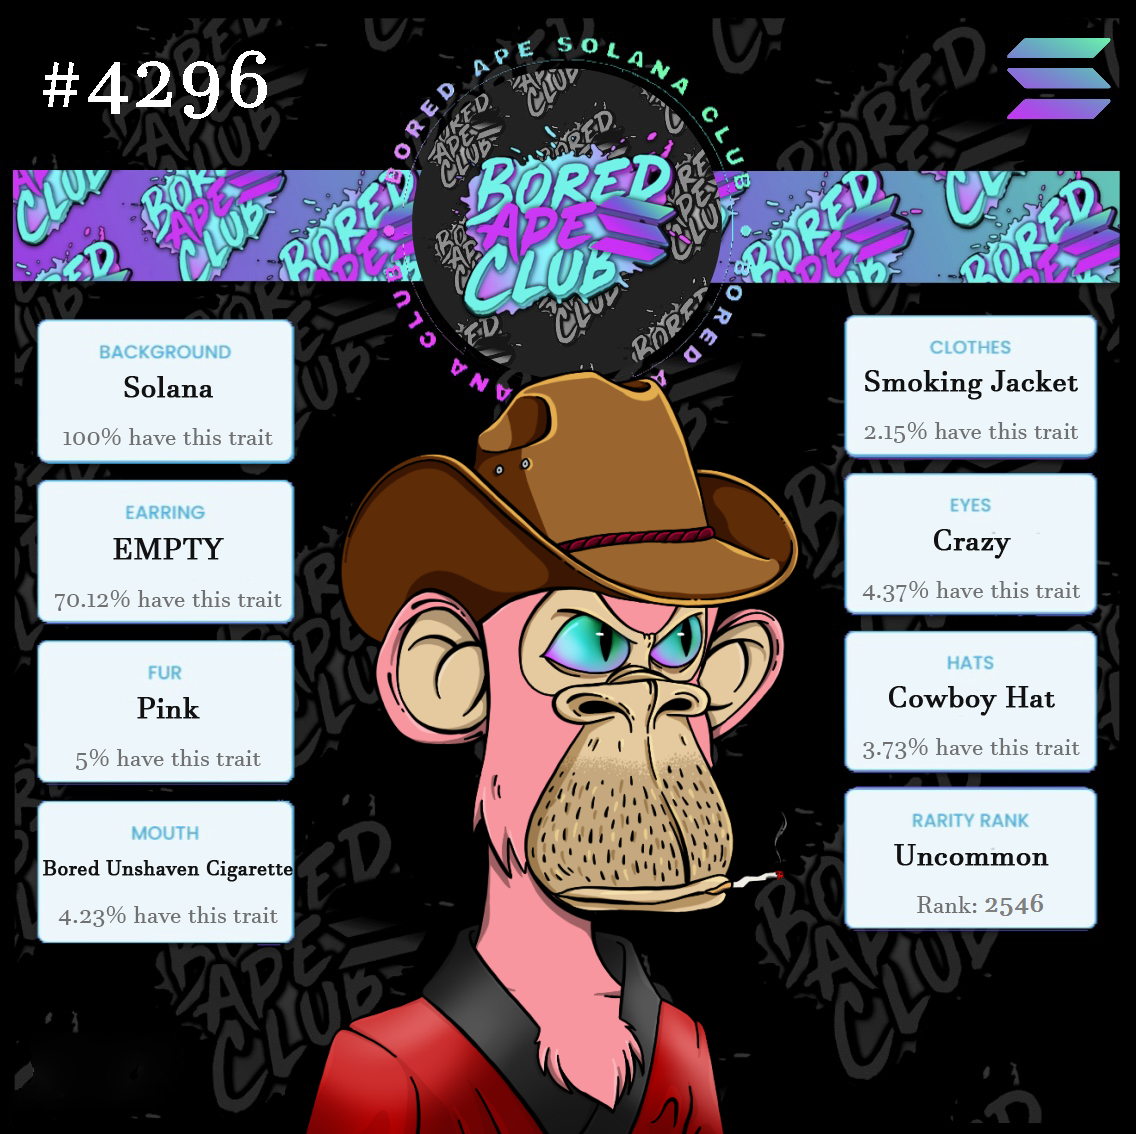 #4296
BORED APE SOLANA CLUB
BORED
APE
CLUB
BACKGROUND
Solana
100% have this trait
EARRING
EMPTY
70.12% have this trait
FUR
Pink
5% have this trait
MOUTH
Bored Unshaven Cigarette
4.23% have this trait
CLOTHES
Smoking Jacket
2.15% have this trait
EYES
Crazy
4.37% have this trait
HATS
Cowboy Hat
3.73% have this trait
RARITY RANK
Uncommon
Rank: 2546